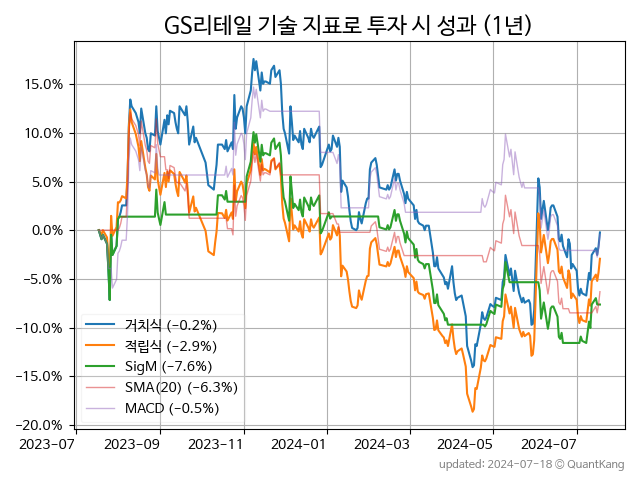 GS리테일 기술 지표로 투자 시 성과 (1년)
15.0%
10.0%
5.0%
0.0%
−5.0%
−10.0%
−15.0%
−20.0%
거치식 (−0.2%)
적립식 (−2.9%)
SigM (−7.6%)
SMA(20) (−6.3%)
MACD (−0.5%)
2023-07 2023-09 2023-11 2024-01 2024-03 2024-05 2024-07
updated: 2024-07-18 ⓒ QuantKang